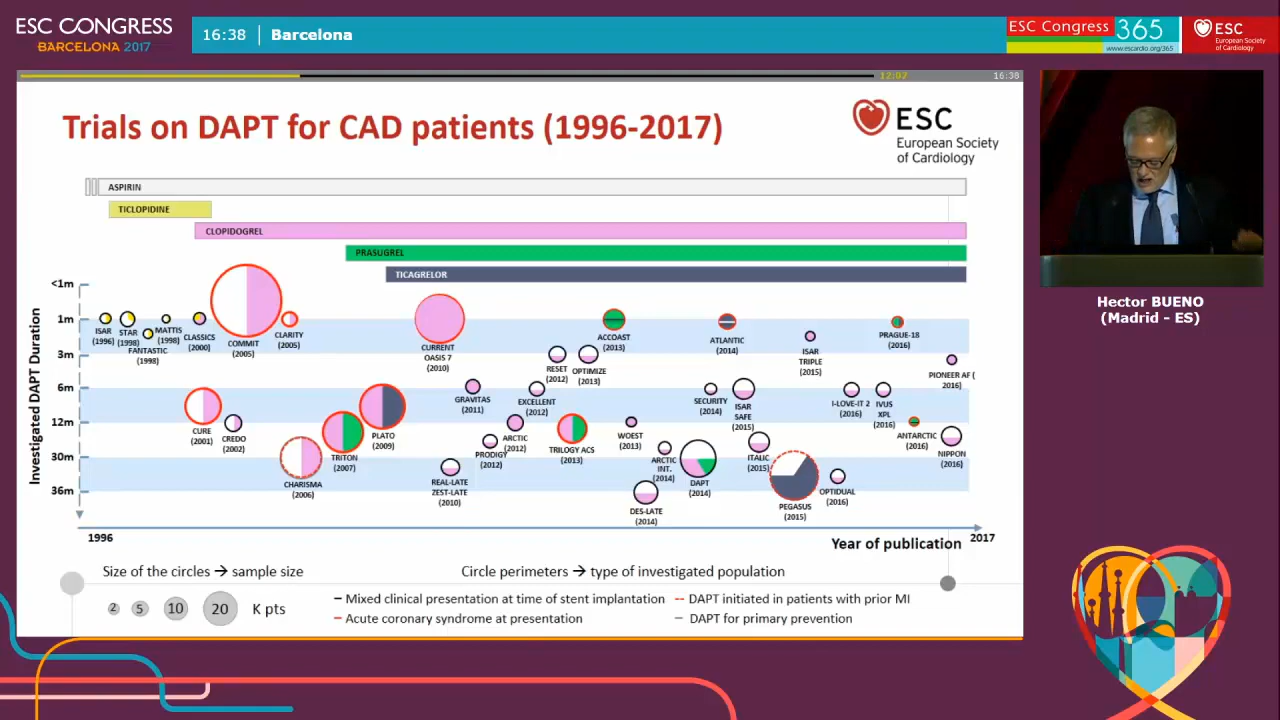 ESC CONGRESS
BARCELONA 2017
16:38 | Barcelona
ESC Congress 365
www.escardio.org/365
ESC
European Society
of Cardiology
12:07
16:38
Trials on DAPT for CAD patients (1996-2017)
ESC
European Society
of Cardiology
ASPIRIN
TICLOPIDINE
CLOPIDOGREL
PRASUGREL
TICAGRELOR
Investigated DAPT Duration
<1m
1m
3m
6m
12m
30m
36m
ISAR
(1996)
STAR
(1998)
FANTASTIC
(1998)
MATTIS
(1998)
CLASSICS
(2000)
COMMIT
(2005)
CLARITY
(2005)
CURRENT
OASIS 7
(2010)
ACCOAST
(2013)
ATLANTIC
(2014)
ISAR
TRIPLE
(2015)
PRAGUE-18
(2016)
PIONEER AF (
2016)
RESET
(2012)
OPTIMIZE
(2013)
CURE
(2001)
CREDO
(2002)
CHARISMA
(2006)
TRITON
(2007)
PLATO
(2009)
GRAVITAS
(2011)
EXCELLENT
(2012)
SECURITY
(2014)
ISAR
SAFE
(2015)
I-LOVE-IT 2
(2016)
IVUS
XPL
(2016)
ARCTIC
(2012)
PRODIGY
(2012)
TRILOGY ACS
(2013)
WOEST
(2013)
ARCTIC
INT.
(2014)
DAPT
(2014)
ITALIC
(2015)
ANTARCTIC
(2016)
NIPPON
(2016)
REAL-LATE
ZEST-LATE
(2010)
DES-LATE
(2014)
PEGASUS
(2015)
OPTIDUAL
(2016)
1996
Year of publication
2017
Size of the circles → sample size
Circle perimeters → type of investigated population
2 5 10 20 K pts
Mixed clinical presentation at time of stent implantation
DAPT initiated in patients with prior MI
Acute coronary syndrome at presentation
DAPT for primary prevention
Hector BUENO
(Madrid - ES)